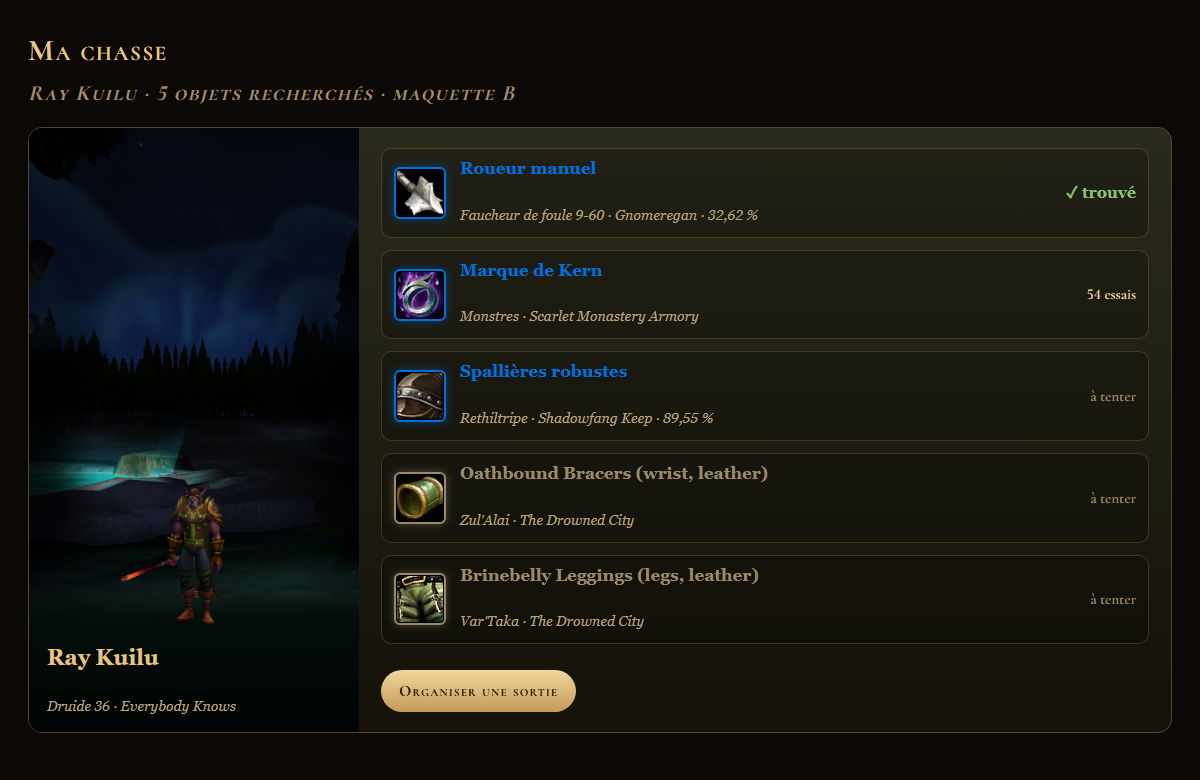 Ma chasse
Ray Kuilu · 5 objets recherchés · maquette B
Roueur manuel
Faucheur de foule 9-60 · Gnomeregan · 32,62 %
✓ trouvé
Marque de Kern
Monstres · Scarlet Monastery Armory
54 essais
Spallières robustes
Rethiltripe · Shadowfang Keep · 89,55 %
à tenter
Oathbound Bracers (wrist, leather)
Zul'Alai · The Drowned City
à tenter
Brinebelly Leggings (legs, leather)
Var'Taka · The Drowned City
à tenter
Ray Kuilu
Druide 36 · Everybody Knows
Organiser une sortie